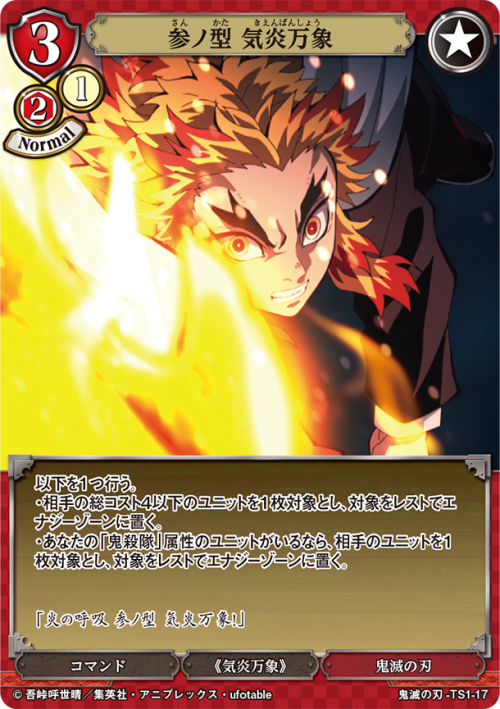 3
さん かた きえんばんしょう
参ノ型 気炎万象
2
1
Normal
以下を1つ行う。
・相手の総コスト4以下のユニットを1枚対象とし、対象をレストでエ
ナジーゾーンに置く。
・あなたの「鬼殺隊」属性のユニットがいるなら、相手のユニットを1
枚対象とし、対象をレストでエナジーゾーンに置く。
「炎の呼吸 参ノ型 気炎万象!」
コマンド 《気炎万象》 鬼滅の刃
©吾峠呼世晴/集英社・アニプレックス・ufotable 鬼滅の刃 -TS1-17